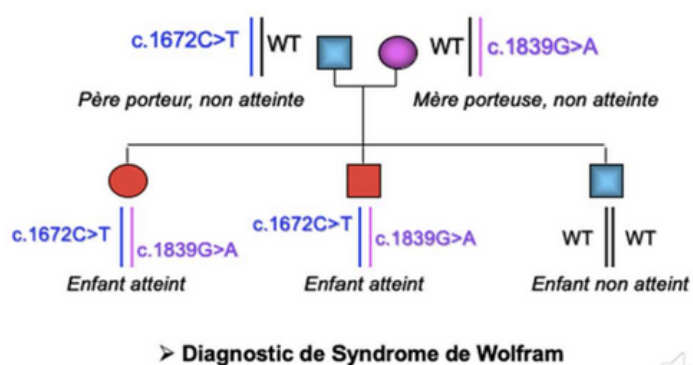 c.1672C>T WT WT c.1839G>A
Père porteur, non atteinte Mère porteuse, non atteinte
c.1672C>T c.1839G>A c.1672C>T c.1839G>A WT WT
Enfant atteint Enfant atteint Enfant non atteint
➢ Diagnostic de Syndrome de Wolfram